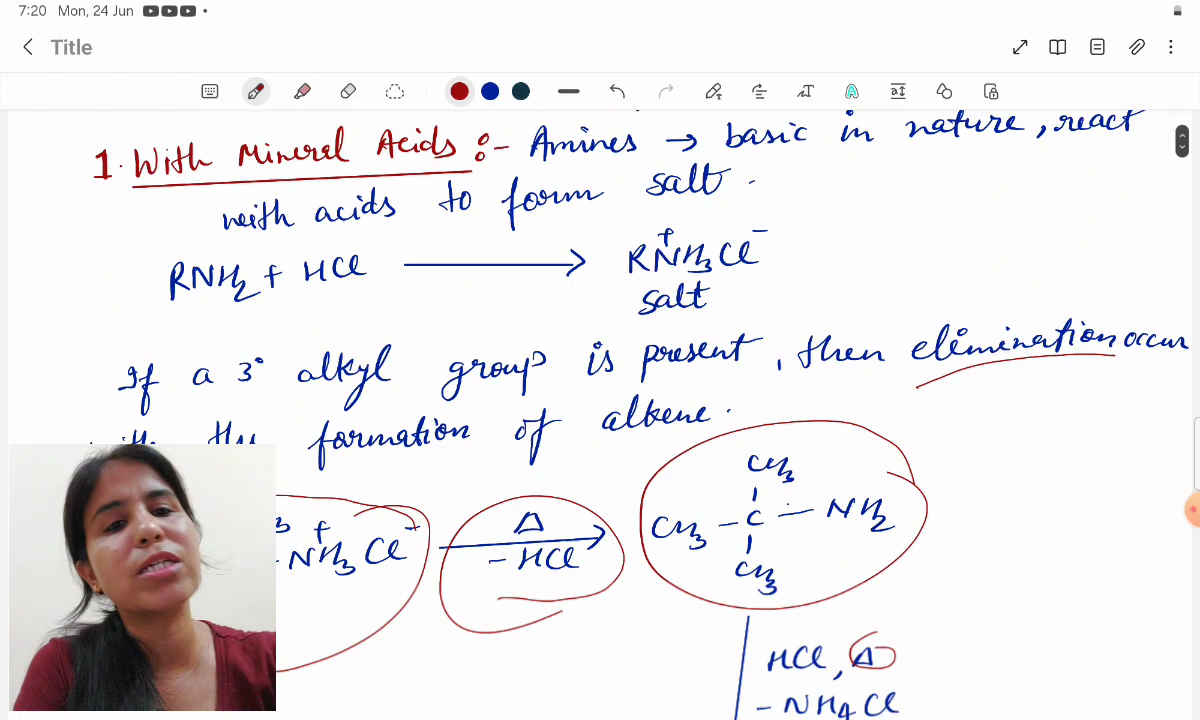 7:20 Mon, 24 Jun
Title
1. With Mineral Acids :- Amines → basic in nature, react
with acids to form salt.
RNH₂ + HCl ⟶ RN⁺H₃Cl⁻
salt
If a 3° alkyl group is present, then elimination occur
the formation of alkene.
CH₃
CH₃ - C - NH₂
CH₃
⁺NH₃Cl⁻ Δ
- HCl
HCl, Δ
- NH₄Cl